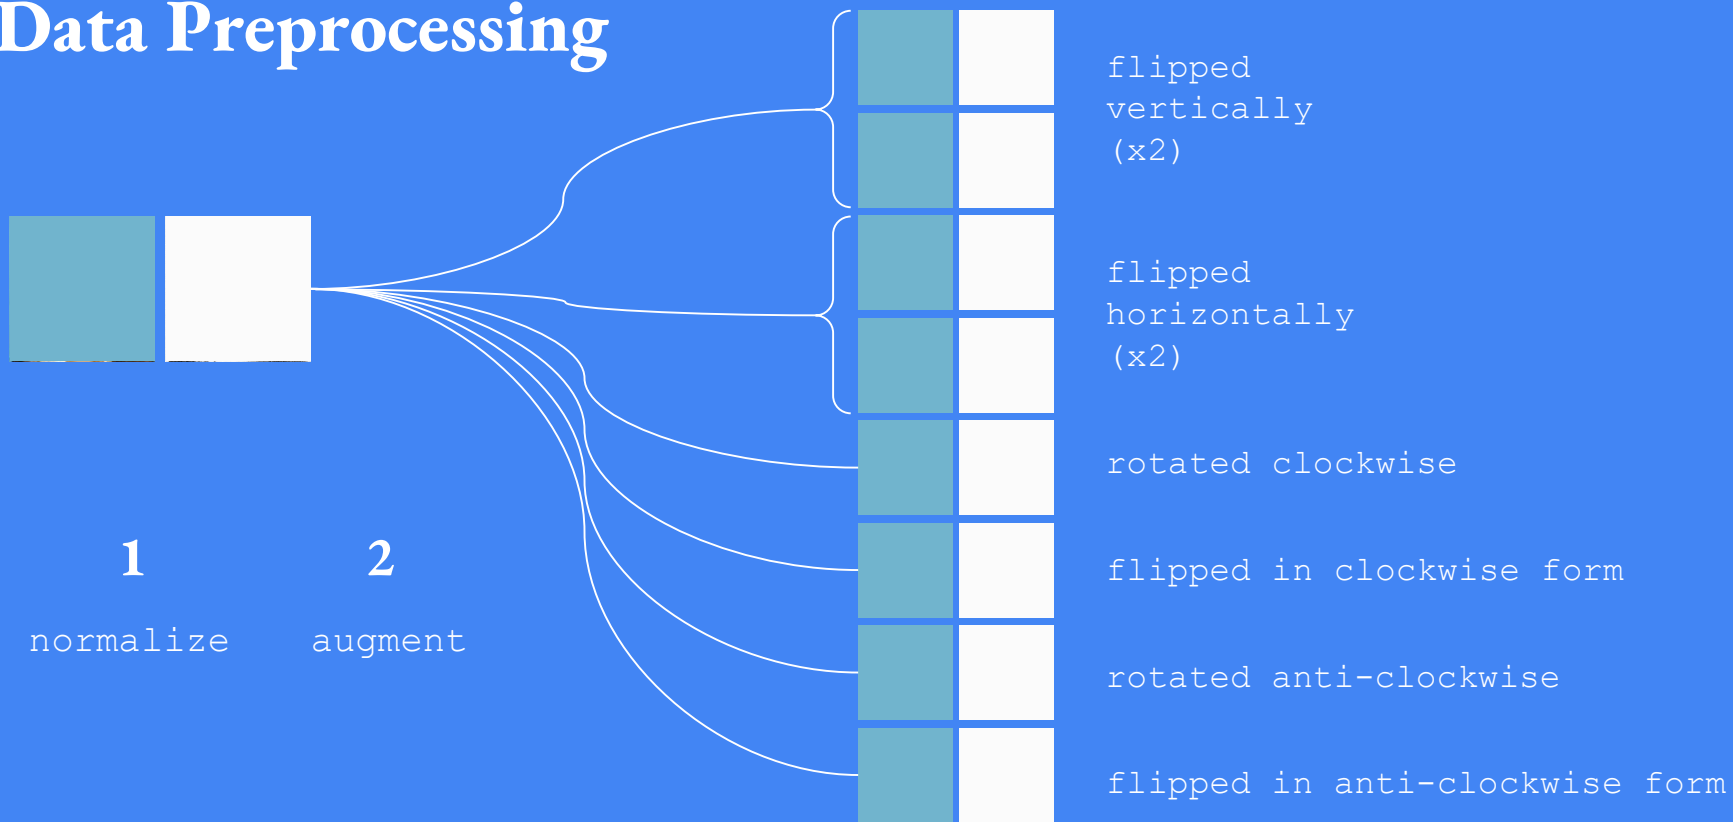 Data Preprocessing
flipped
vertically
(x2)
flipped
horizontally
(x2)
rotated clockwise
flipped in clockwise form
rotated anti-clockwise
flipped in anti-clockwise form
1
normalize
2
augment